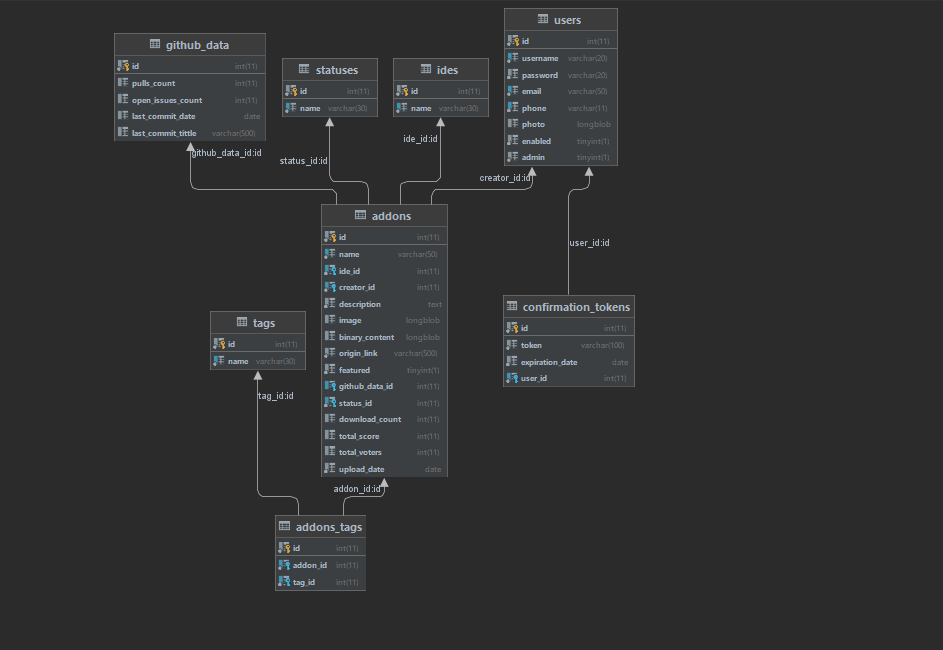 github_data
id int(11)
pulls_count int(11)
open_issues_count int(11)
last_commit_date date
last_commit_tittle varchar(500)
statuses
id int(11)
name varchar(30)
ides
id int(11)
name varchar(30)
users
id int(11)
username varchar(20)
password varchar(20)
email varchar(50)
phone varchar(11)
photo longblob
enabled tinyint(1)
admin tinyint(1)
github_data_id:id
status_id:id
ide_id:id
creator_id:id
user_id:id
addons
id int(11)
name varchar(50)
ide_id int(11)
creator_id int(11)
description text
image longblob
binary_content longblob
origin_link varchar(500)
featured tinyint(1)
github_data_id int(11)
status_id int(11)
download_count int(11)
total_score int(11)
total_voters int(11)
upload_date date
confirmation_tokens
id int(11)
token varchar(100)
expiration_date date
user_id int(11)
tags
id int(11)
name varchar(30)
tag_id:id
addon_id:id
addons_tags
id int(11)
addon_id int(11)
tag_id int(11)